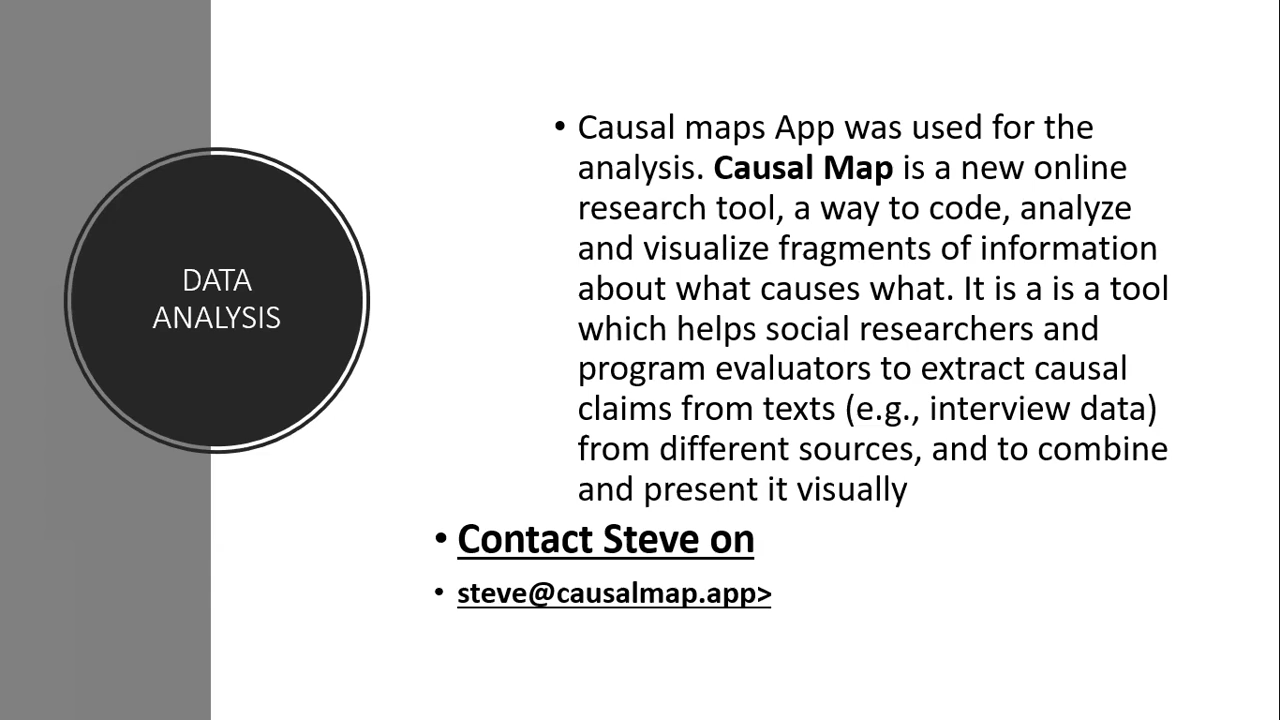 DATA
ANALYSIS
• Causal maps App was used for the
analysis. Causal Map is a new online
research tool, a way to code, analyze
and visualize fragments of information
about what causes what. It is a is a tool
which helps social researchers and
program evaluators to extract causal
claims from texts (e.g., interview data)
from different sources, and to combine
and present it visually
• Contact Steve on
• steve@causalmap.app>